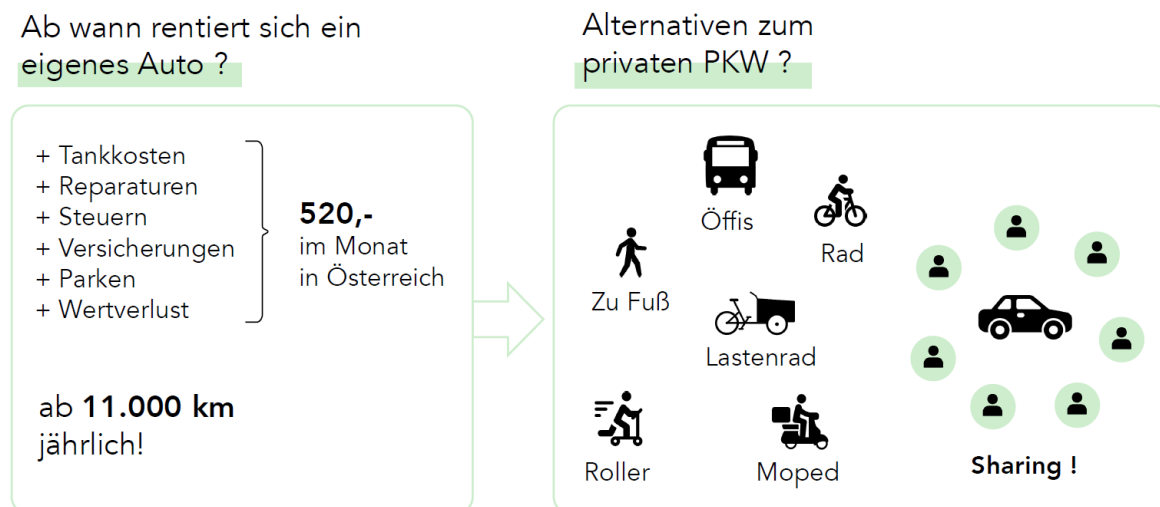 Ab wann rentiert sich ein
eigenes Auto ?
+ Tankkosten
+ Reparaturen
+ Steuern
+ Versicherungen
+ Parken
+ Wertverlust
520,-
im Monat
in Österreich
ab 11.000 km
jährlich!
Alternativen zum
privaten PKW ?
Öffis
Rad
Zu Fuß
Lastenrad
Roller
Moped
Sharing !